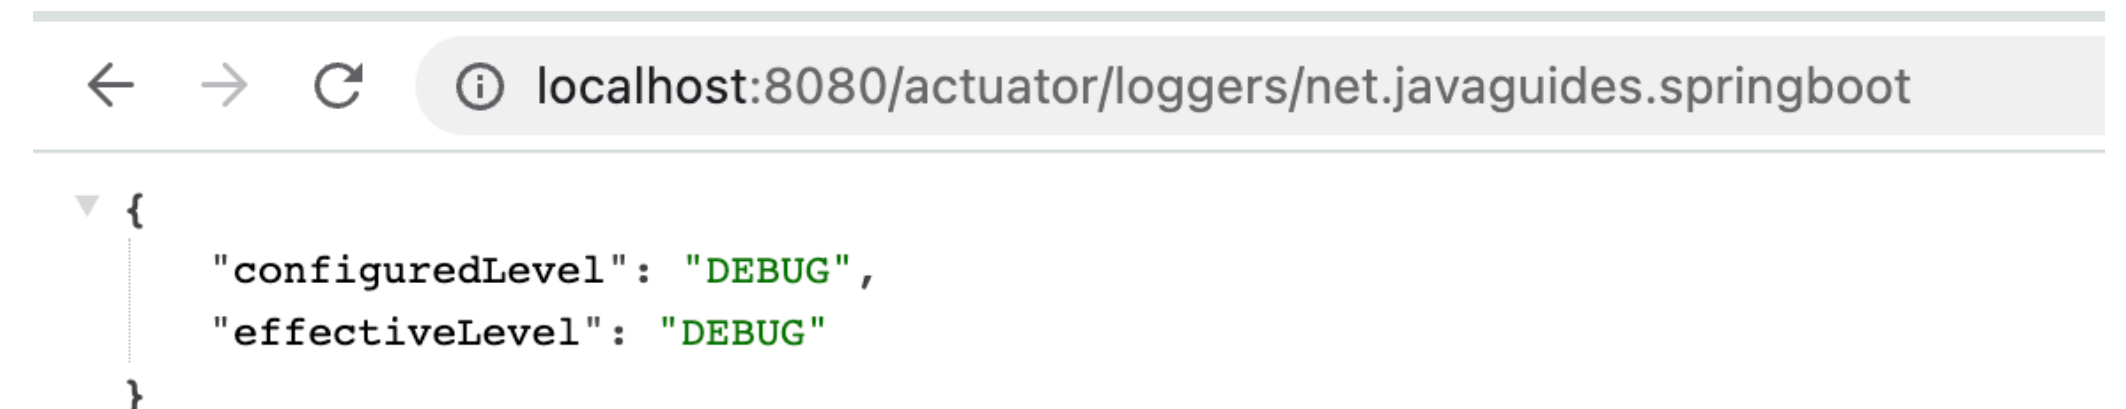 localhost:8080/actuator/loggers/net.javaguides.springboot
{
"configuredLevel": "DEBUG",
"effectiveLevel": "DEBUG"
}